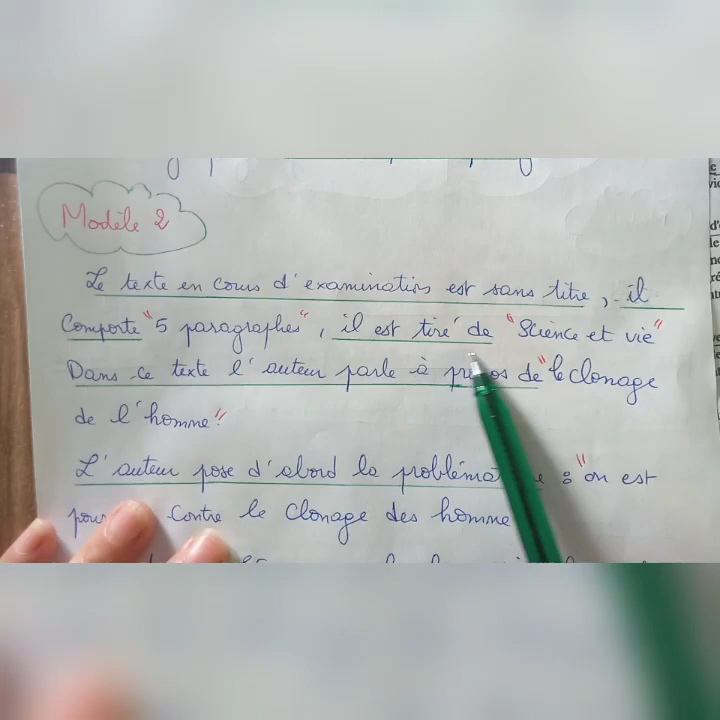 Modèle 2
Le texte en cours d'examination est sans titre, il
Comporte "5 paragraphes", il est tiré de "Science et vie"
Dans ce texte l'auteur parle à propos de "le clonage
de l'homme"
L'auteur pose d'abord la : "on est
Contre le clonage des homme